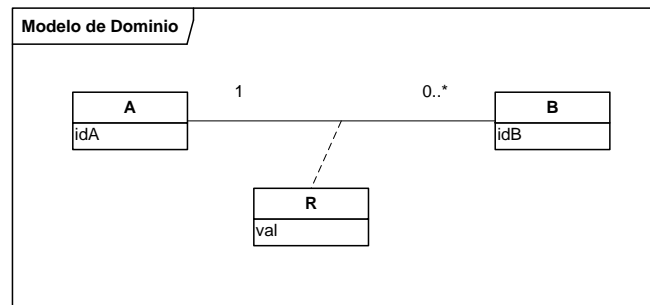 Modelo de Dominio
1
0..*
A
B
idA
idB
R
val